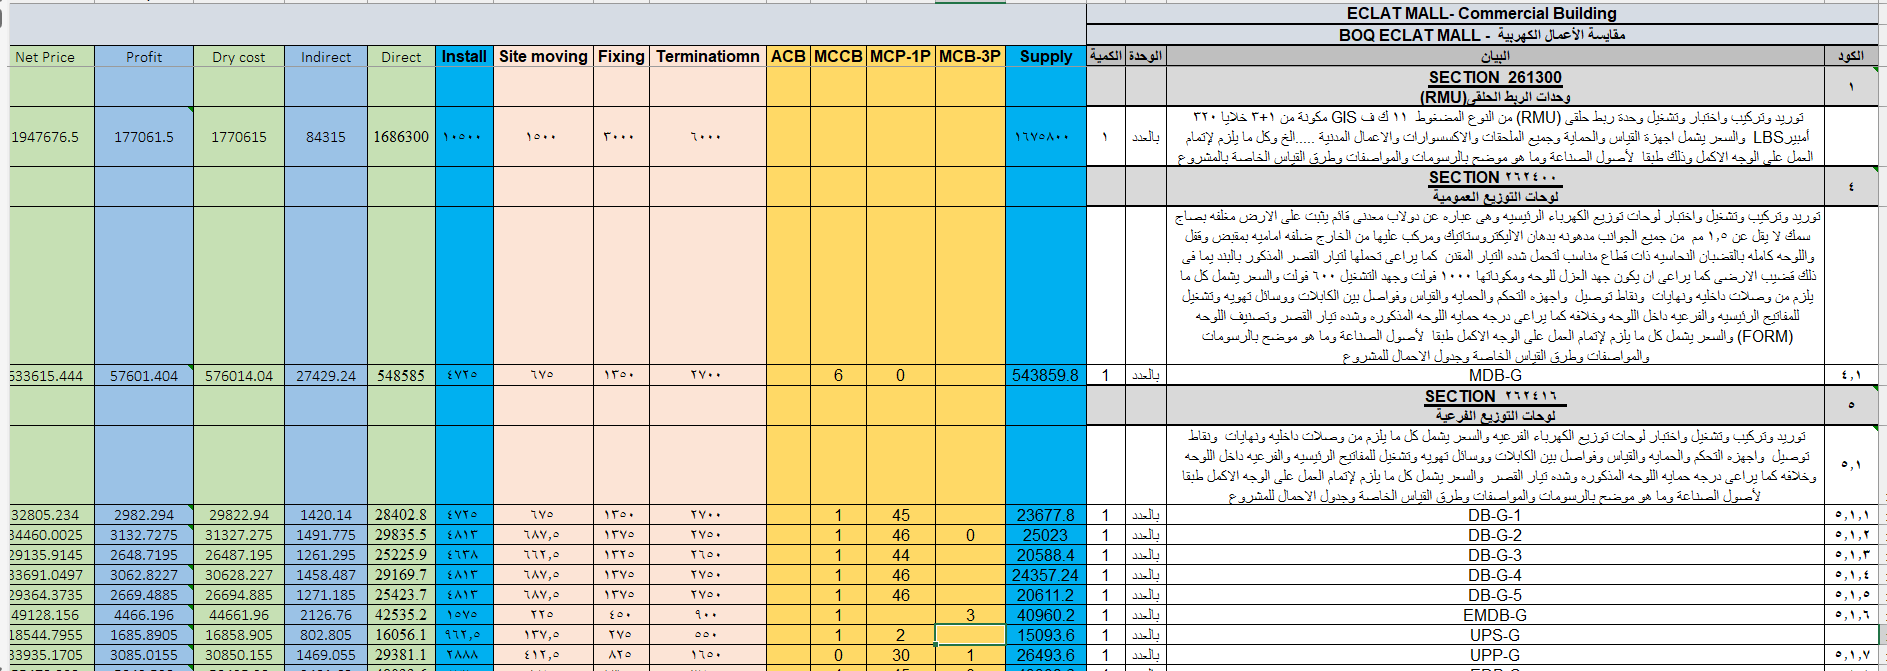 ECLAT MALL- Commercial Building
مقايسة الأعمال الكهربية - BOQ ECLAT MALL
Net Price Profit Dry cost Indirect Direct Install Site moving Fixing Terminatiomn ACB MCCB MCP-1P MCB-3P Supply الكمية الوحدة البيان الكود
SECTION 261300 ١
وحدات الربط الحلقى(RMU)
توريد وتركيب واختبار وتشغيل وحدة ربط حلقى (RMU) من النوع المضغوط ١١ ك ف GIS مكونة من ١+٣ خلايا ٣٢٠
1947676.5 177061.5 1770615 84315 1686300 ١٠٥٠٠ ١٥٠٠ ٣٠٠٠ ٦٠٠٠ ١٦٧٥٨٠٠ ١ بالعدد أمبيرLBS والسعر يشمل اجهزة القياس والحماية وجميع الملحقات والاكسسوارات والاعمال المدنية .....الخ وكل ما يلزم لإتمام
العمل على الوجه الاكمل وذلك طبقا لأصول الصناعة وما هو موضح بالرسومات والمواصفات وطرق القياس الخاصة بالمشروع
SECTION ٢٦٢٤٠٠ ٤
لوحات التوزيع العمومية
توريد وتركيب وتشغيل واختبار لوحات توزيع الكهرباء الرئيسيه وهى عباره عن دولاب معدنى قائم يثبت على الارض مغلفه بصاج
سمك لا يقل عن ١,٥ مم من جميع الجوانب مدهونه بدهان الاليكتروستاتيك ومركب عليها من الخارج ضلفه اماميه بمقبض وقفل
واللوحه كامله بالقضبان النحاسيه ذات قطاع مناسب لتحمل شده التيار المقنن كما يراعى تحملها لتيار القصر المذكور بالبند يما فى
ذلك قضيب الارضى كما يراعى ان يكون جهد العزل للوحه ومكوناتها ١٠٠٠ فولت وجهد التشغيل ٦٠٠ فولت والسعر يشمل كل ما
يلزم من وصلات داخليه ونهايات ونقاط توصيل واجهزه التحكم والحمايه والقياس وفواصل بين الكابلات ووسائل تهويه وتشغيل
للمفاتيح الرئيسيه والفرعيه داخل اللوحه وخلافه كما يراعى درجه حمايه اللوحه المذكوره وشده تيار القصر وتصنيف اللوحه
(FORM) والسعر يشمل كل ما يلزم لإتمام العمل على الوجه الاكمل طبقا لأصول الصناعة وما هو موضح بالرسومات
والمواصفات وطرق القياس الخاصة وجدول الاحمال للمشروع
533615.444 57601.404 576014.04 27429.24 548585 ٤٧٢٥ ٦٧٥ ١٣٥٠ ٢٧٠٠ 6 0 543859.8 1 بالعدد MDB-G ٤,١
SECTION ٢٦٢٤١٦ ٥
لوحات التوزيع الفرعية
توريد وتركيب وتشغيل واختبار لوحات توزيع الكهرباء الفرعيه والسعر يشمل كل ما يلزم من وصلات داخليه ونهايات ونقاط
توصيل واجهزه التحكم والحمايه والقياس وفواصل بين الكابلات ووسائل تهويه وتشغيل للمفاتيح الرئيسيه والفرعيه داخل اللوحه ٥,١
وخلافه كما يراعى درجه حمايه اللوحه المذكوره وشده تيار القصر والسعر يشمل كل ما يلزم لإتمام العمل على الوجه الاكمل طبقا
لأصول الصناعة وما هو موضح بالرسومات والمواصفات وطرق القياس الخاصة وجدول الاحمال للمشروع
32805.234 2982.294 29822.94 1420.14 28402.8 ٤٧٢٥ ٦٧٥ ١٣٥٠ ٢٧٠٠ 1 45 23677.8 1 بالعدد DB-G-1 ٥,١,١
34460.0025 3132.7275 31327.275 1491.775 29835.5 ٤٨١٣ ٦٨٧,٥ ١٣٧٥ ٢٧٥٠ 1 46 0 25023 1 بالعدد DB-G-2 ٥,١,٢
29135.9145 2648.7195 26487.195 1261.295 25225.9 ٤٦٣٨ ٦٦٢,٥ ١٣٢٥ ٢٦٥٠ 1 44 20588.4 1 بالعدد DB-G-3 ٥,١,٣
33691.0497 3062.8227 30628.227 1458.487 29169.7 ٤٨١٣ ٦٨٧,٥ ١٣٧٥ ٢٧٥٠ 1 46 24357.24 1 بالعدد DB-G-4 ٥,١,٤
29364.3735 2669.4885 26694.885 1271.185 25423.7 ٤٨١٣ ٦٨٧,٥ ١٣٧٥ ٢٧٥٠ 1 46 20611.2 1 بالعدد DB-G-5 ٥,١,٥
49128.156 4466.196 44661.96 2126.76 42535.2 ١٥٧٥ ٢٢٥ ٤٥٠ ٩٠٠ 1 3 40960.2 1 بالعدد EMDB-G ٥,١,٦
18544.7955 1685.8905 16858.905 802.805 16056.1 ٩٦٢,٥ ١٣٧,٥ ٢٧٥ ٥٥٠ 1 2 15093.6 1 بالعدد UPS-G
33935.1705 3085.0155 30850.155 1469.055 29381.1 ٢٨٨٨ ٤١٢,٥ ٨٢٥ ١٦٥٠ 0 30 1 26493.6 1 بالعدد UPP-G ٥,١,٧